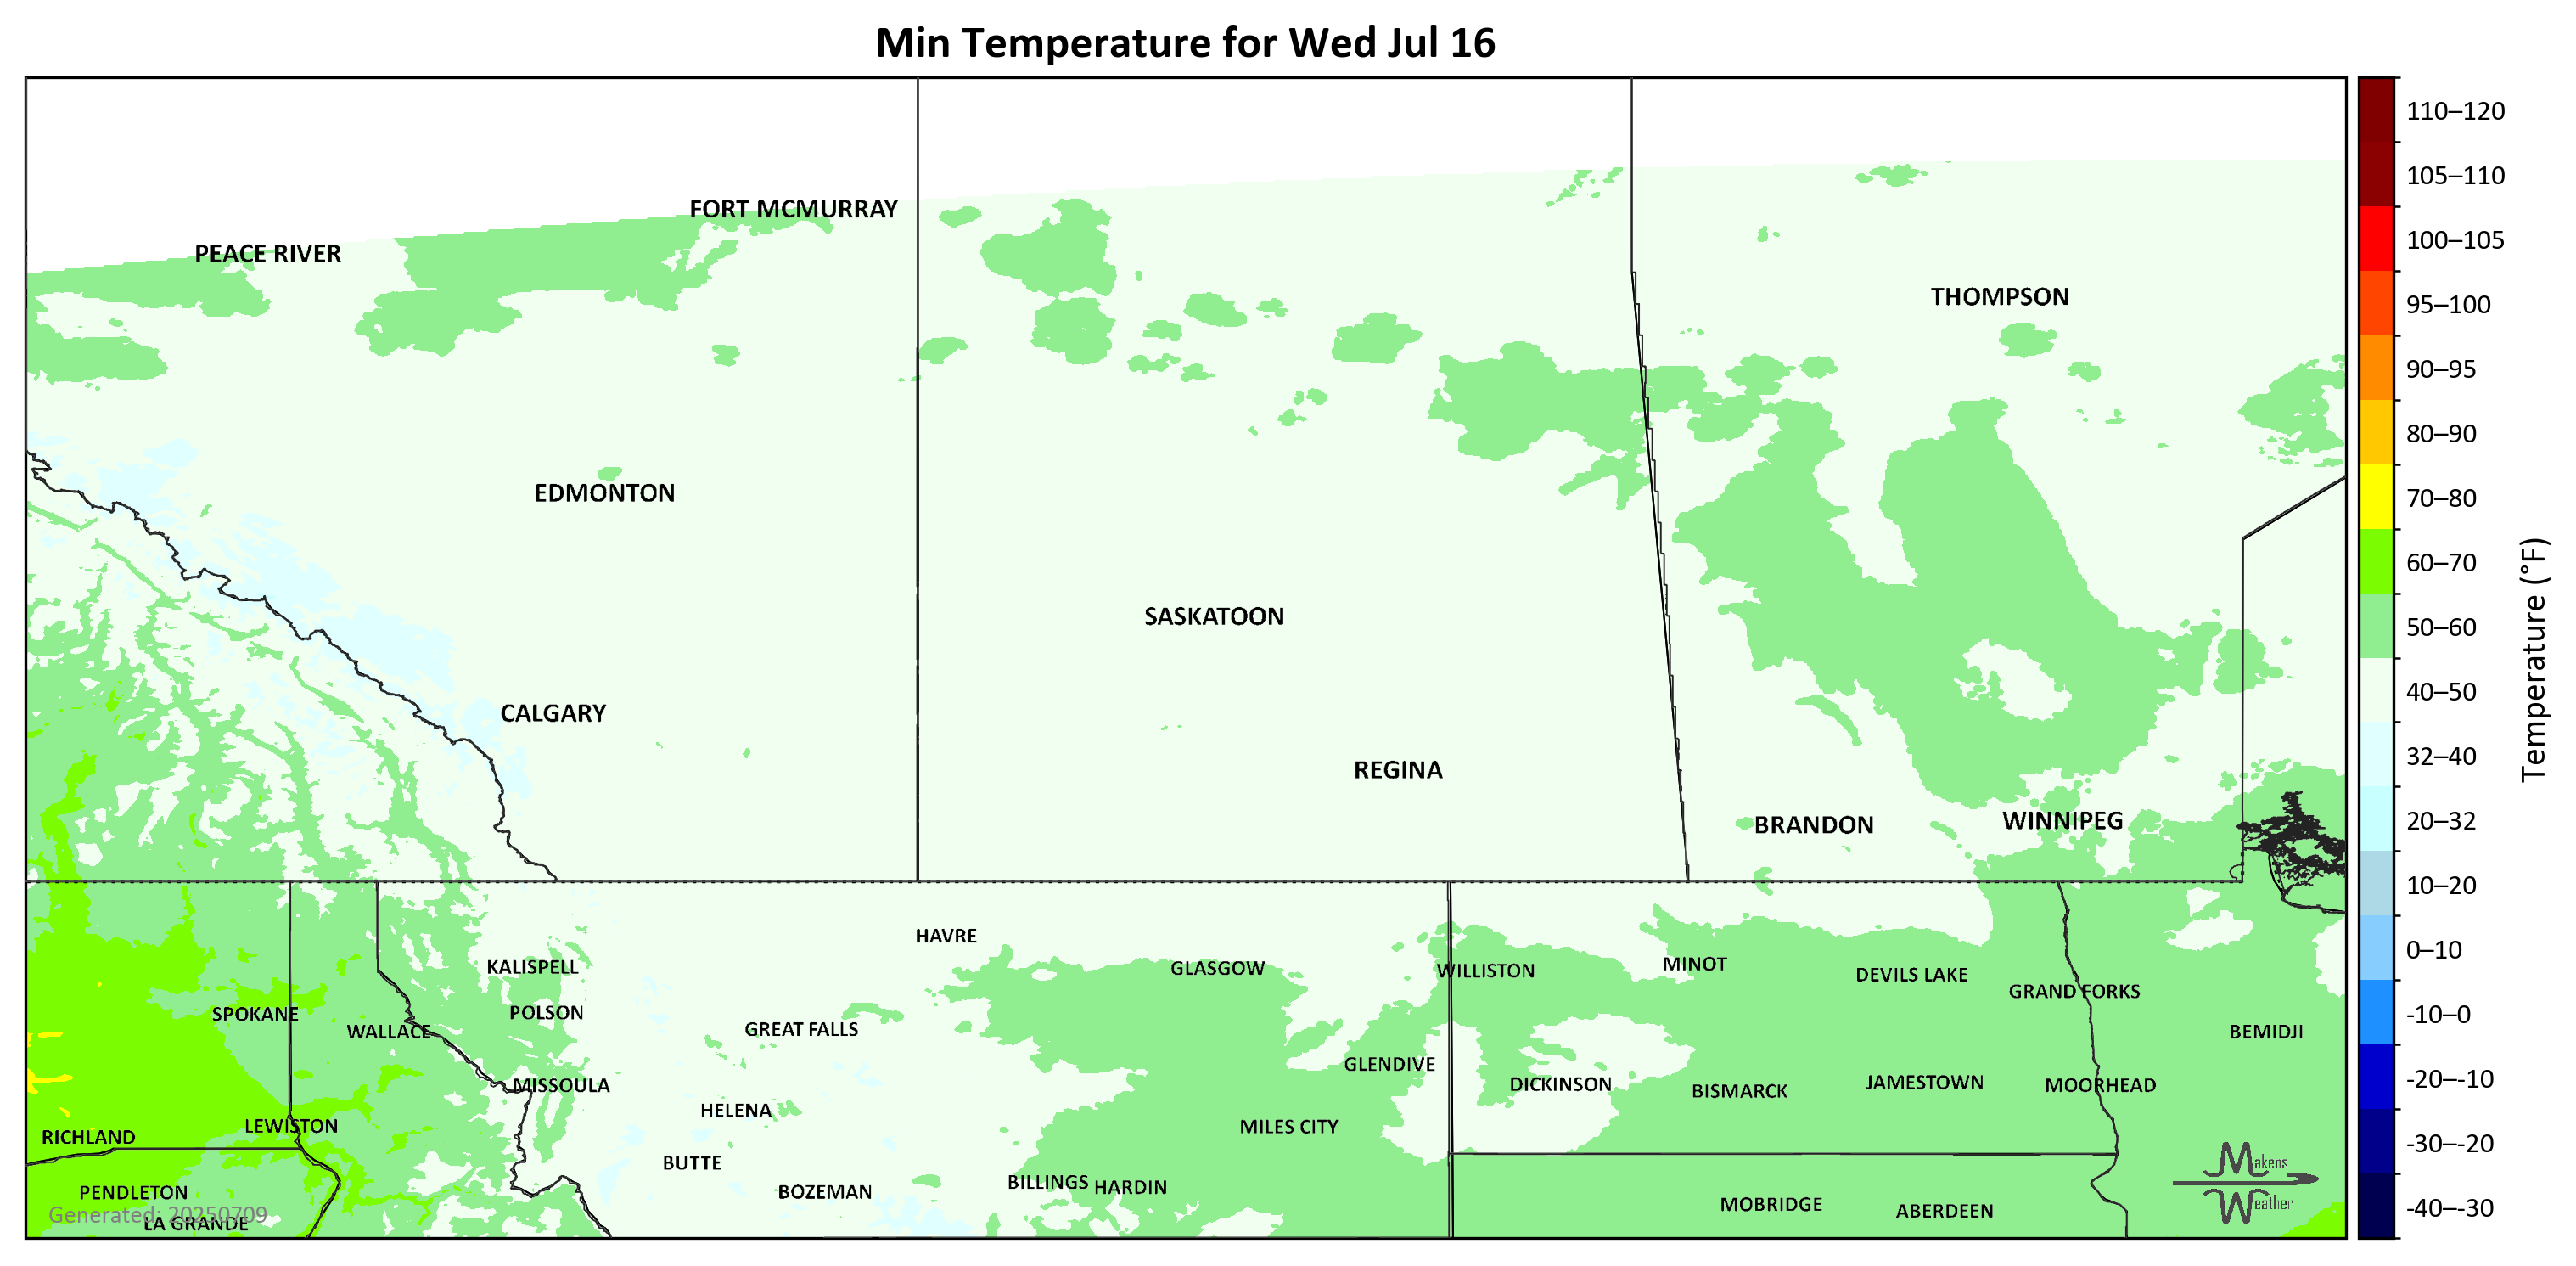 Min Temperature for Wed Jul 16
FORT MCMURRAY
PEACE RIVER
THOMPSON
EDMONTON
SASKATOON
CALGARY
REGINA
BRANDON
WINNIPEG
HAVRE
KALISPELL
GLASGOW
WILLISTON
MINOT
DEVILS LAKE
GRAND FORKS
SPOKANE
POLSON
WALLACE
GREAT FALLS
BEMIDJI
GLENDIVE
MISSOULA
DICKINSON
BISMARCK
JAMESTOWN
MOORHEAD
HELENA
LEWISTON
MILES CITY
RICHLAND
BUTTE
PENDLETON
BOZEMAN
BILLINGS
HARDIN
MOBRIDGE
ABERDEEN
Generated: 20250709
LA GRANDE
Makens
Weather
110–120
105–110
100–105
95–100
90–95
80–90
70–80
60–70
50–60
40–50
32–40
20–32
10–20
0–10
-10–0
-20–-10
-30–-20
-40–-30
Temperature (°F)